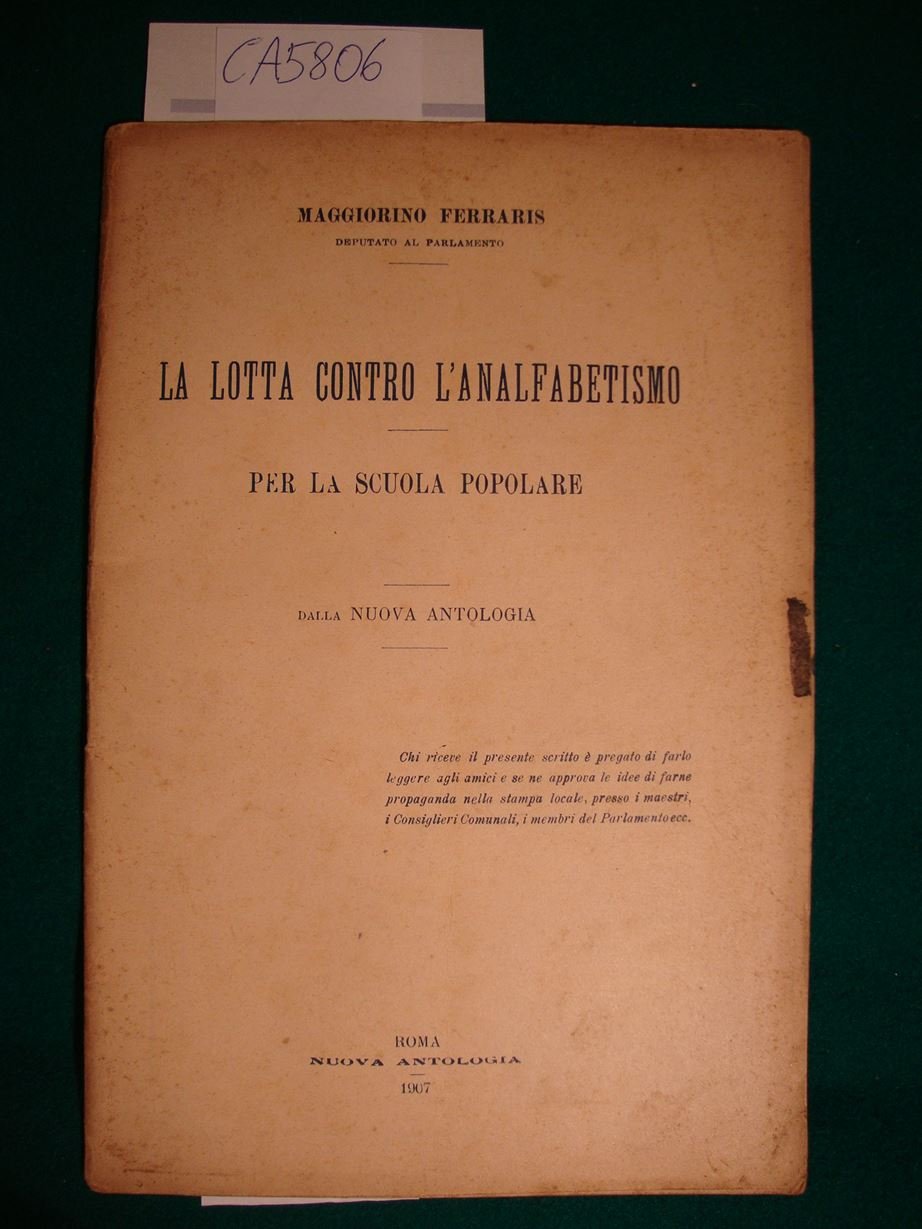 CA5806
MAGGIORINO FERRARIS
DEPUTATO AL PARLAMENTO
LA LOTTA CONTRO L'ANALFABETISMO
PER LA SCUOLA POPOLARE
DALLA NUOVA ANTOLOGIA
Chi riceve il presente scritto è pregato di farlo
leggere agli amici e se ne approva le idee di farne
propaganda nella stampa locale, presso i maestri,
i Consiglieri Comunali, i membri del Parlamento ecc.
ROMA
NUOVA ANTOLOGIA
1907